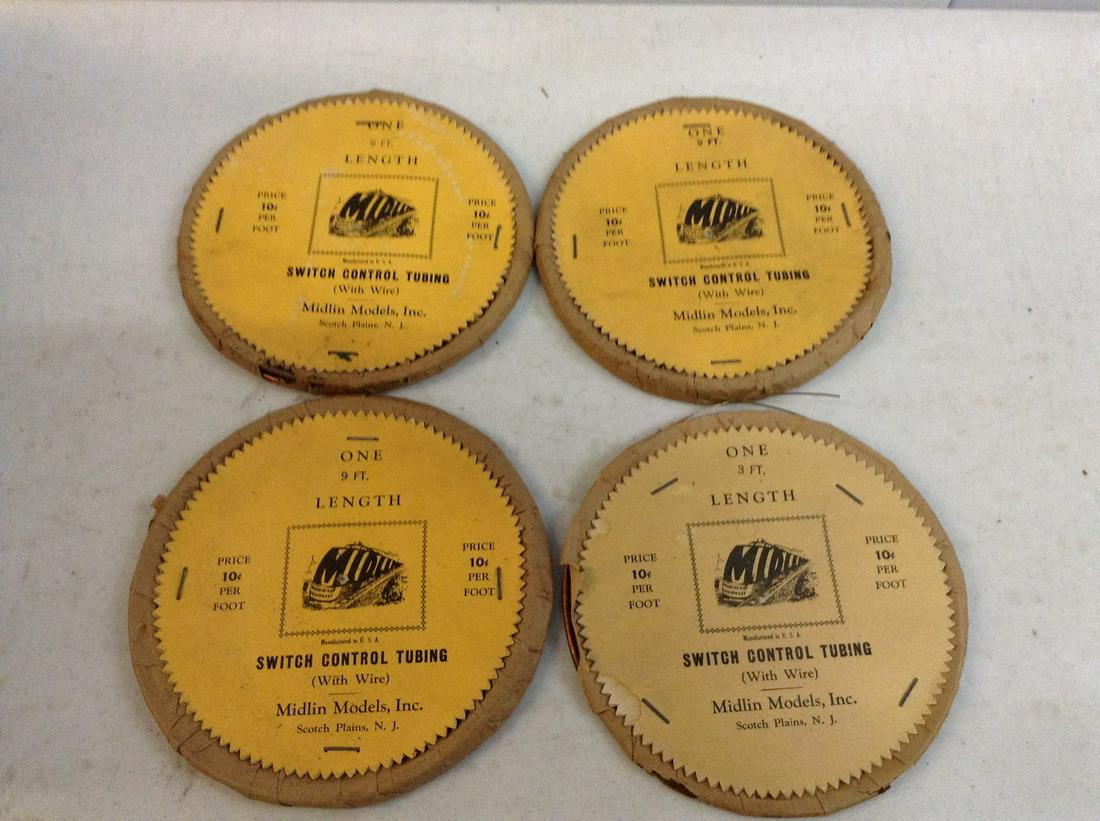 ONE
9 FT.
LENGTH
PRICE
10¢
PER
FOOT
MIDLIN
PRICE
10¢
PER
FOOT
Manufactured in U. S. A.
SWITCH CONTROL TUBING
(With Wire)
Midlin Models, Inc.
Scotch Plains, N. J.
ONE
9 FT.
LENGTH
PRICE
10¢
PER
FOOT
MIDLIN
PRICE
10¢
PER
FOOT
Manufactured in U. S. A.
SWITCH CONTROL TUBING
(With Wire)
Midlin Models, Inc.
Scotch Plains, N. J.
ONE
9 FT.
LENGTH
PRICE
10¢
PER
FOOT
MIDLIN
PRICE
10¢
PER
FOOT
Manufactured in U. S. A.
SWITCH CONTROL TUBING
(With Wire)
Midlin Models, Inc.
Scotch Plains, N. J.
ONE
3 FT.
LENGTH
PRICE
10¢
PER
FOOT
MIDLIN
PRICE
10¢
PER
FOOT
Manufactured in U. S. A.
SWITCH CONTROL TUBING
(With Wire)
Midlin Models, Inc.
Scotch Plains, N. J.